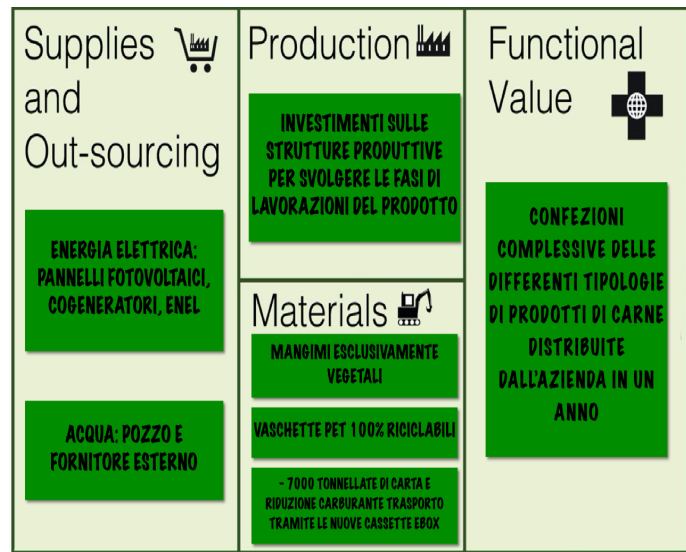 Supplies
and
Out-sourcing
ENERGIA ELETTRICA:
PANNELLI FOTOVOLTAICI,
COGENERATORI, ENEL
ACQUA: POZZO E
FORNITORE ESTERNO
Production
INVESTIMENTI SULLE
STRUTTURE PRODUTTIVE
PER SVOLGERE LE FASI DI
LAVORAZIONI DEL PRODOTTO
Materials
MANGIMI ESCLUSIVAMENTE
VEGETALI
VASCHETTE PET 100% RICICLABILI
- 7000 TONNELLATE DI CARTA E
RIDUZIONE CARBURANTE TRASPORTO
TRAMITE LE NUOVE CASSETTE EBOX
Functional
Value
CONFEZIONI
COMPLESSIVE DELLE
DIFFERENTI TIPOLOGIE
DI PRODOTTI DI CARNE
DISTRIBUITE
DALL'AZIENDA IN UN
ANNO